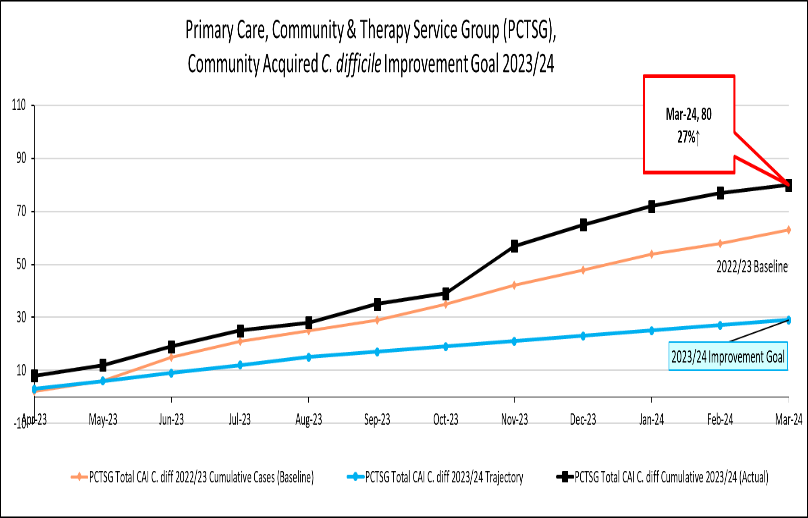 Primary Care, Community & Therapy Service Group (PCTSG),
Community Acquired C. difficile Improvement Goal 2023/24
110
90
70
50
30
10
-10
Mar-24, 80
27%↑
2022/23 Baseline
2023/24 Improvement Goal
Apr-23 May-23 Jun-23 Jul-23 Aug-23 Sep-23 Oct-23 Nov-23 Dec-23 Jan-24 Feb-24 Mar-24
PCTSG Total CAI C. diff 2022/23 Cumulative Cases (Baseline) PCTSG Total CAI C. diff 2023/24 Trajectory PCTSG Total CAI C. diff Cumulative 2023/24 (Actual)